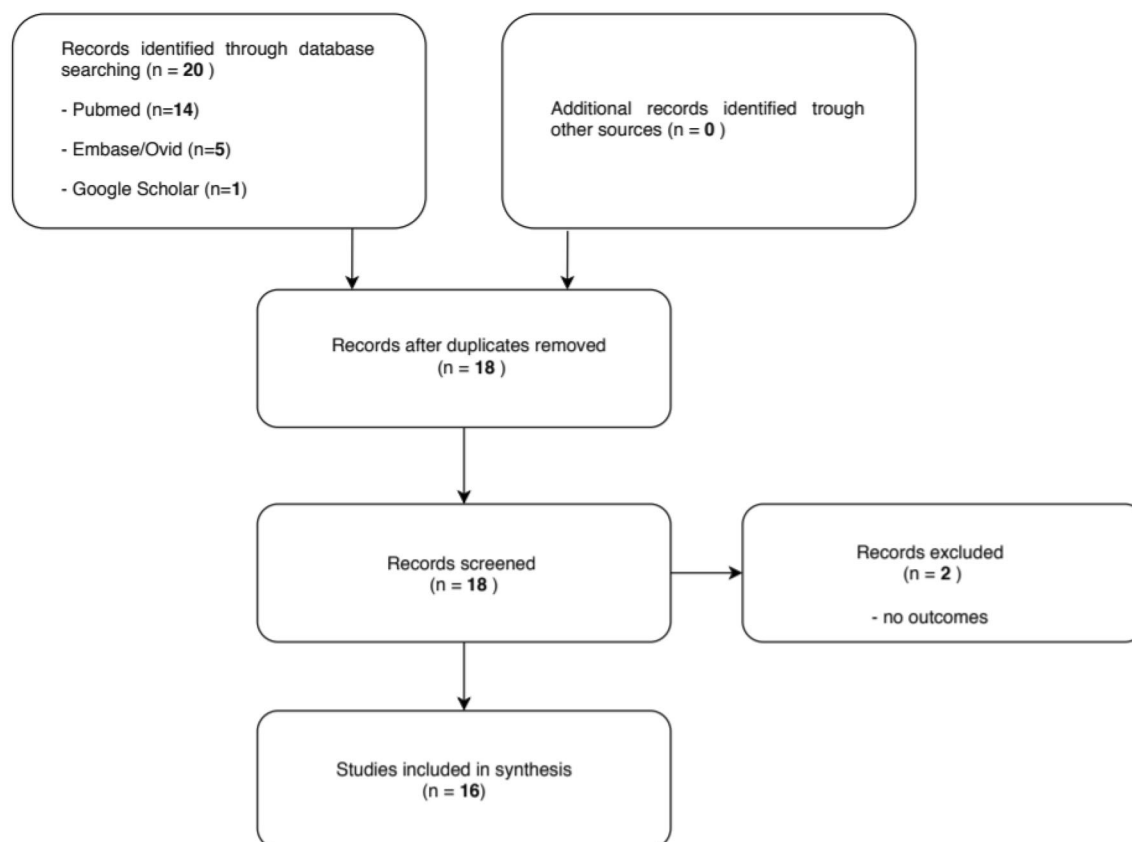 Records identified through database
searching (n = 20 )
- Pubmed (n=14)
- Embase/Ovid (n=5)
- Google Scholar (n=1)
Additional records identified trough
other sources (n = 0 )
Records after duplicates removed
(n = 18 )
Records screened
(n = 18 )
Records excluded
(n = 2 )
- no outcomes
Studies included in synthesis
(n = 16)